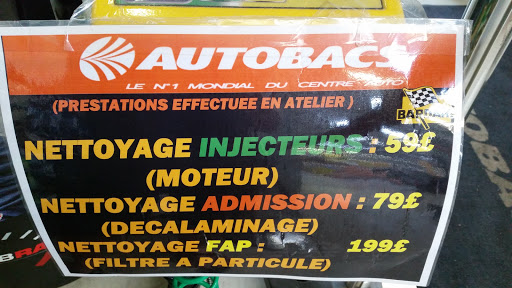 AUTOBACS
LE N°1 MONDIAL DU CENTRE AUTO
(PRESTATIONS EFFECTUEE EN ATELIER )
BARDAHL
NETTOYAGE INJECTEURS : 59£
(MOTEUR)
NETTOYAGE ADMISSION : 79£
(DECALAMINAGE)
NETTOYAGE FAP : 199£
(FILTRE A PARTICULE)